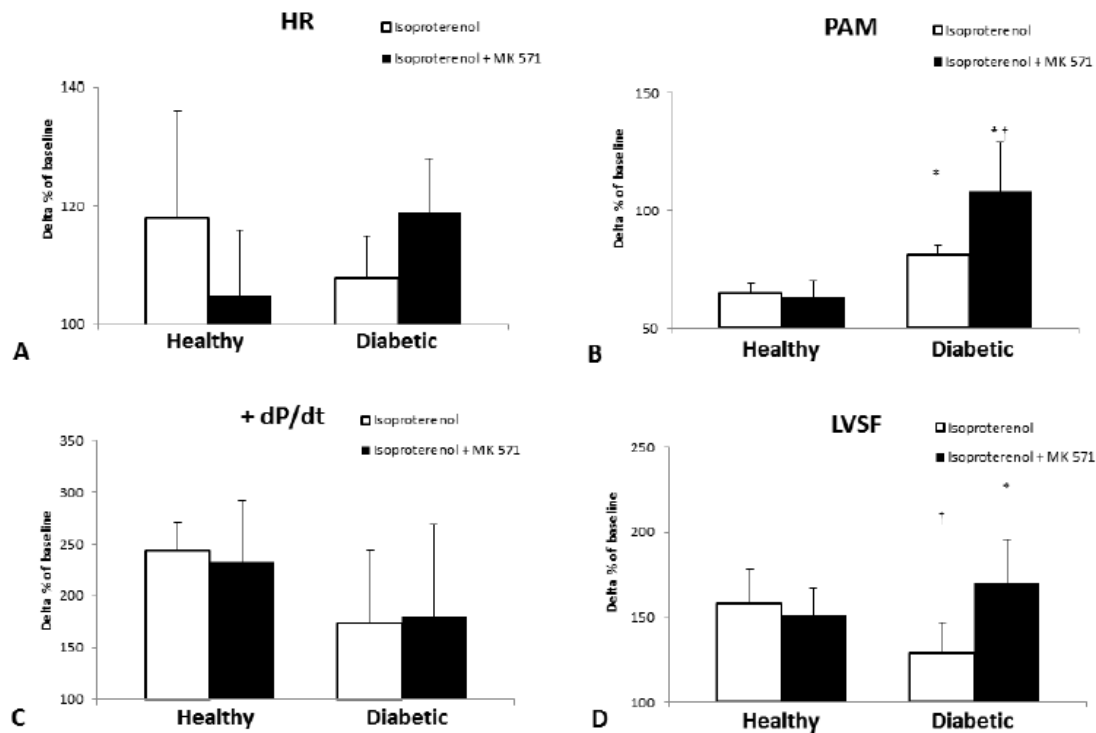 HR
Isoproterenol
Isoproterenol + MK 571
140
120
100
Delta % of baseline
Healthy
Diabetic
A
PAM
Isoproterenol
Isoproterenol + MK 571
150
100
50
Delta % of baseline
*
* †
Healthy
Diabetic
B
+ dP/dt
Isoproterenol
Isoproterenol + MK 571
350
300
250
200
150
100
Delta % of baseline
Healthy
Diabetic
C
LVSF
Isoproterenol
Isoproterenol + MK 571
250
200
150
100
Delta % of baseline
†
*
Healthy
Diabetic
D